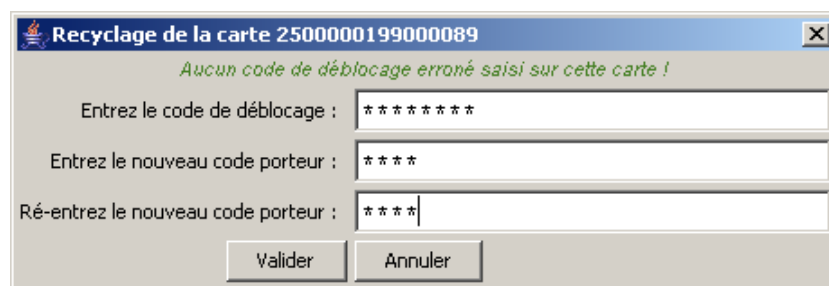 Recyclage de la carte 2500000199000089
Aucun code de déblocage erroné saisi sur cette carte !
Entrez le code de déblocage : ********
Entrez le nouveau code porteur : ****
Ré-entrez le nouveau code porteur : ****
Valider Annuler